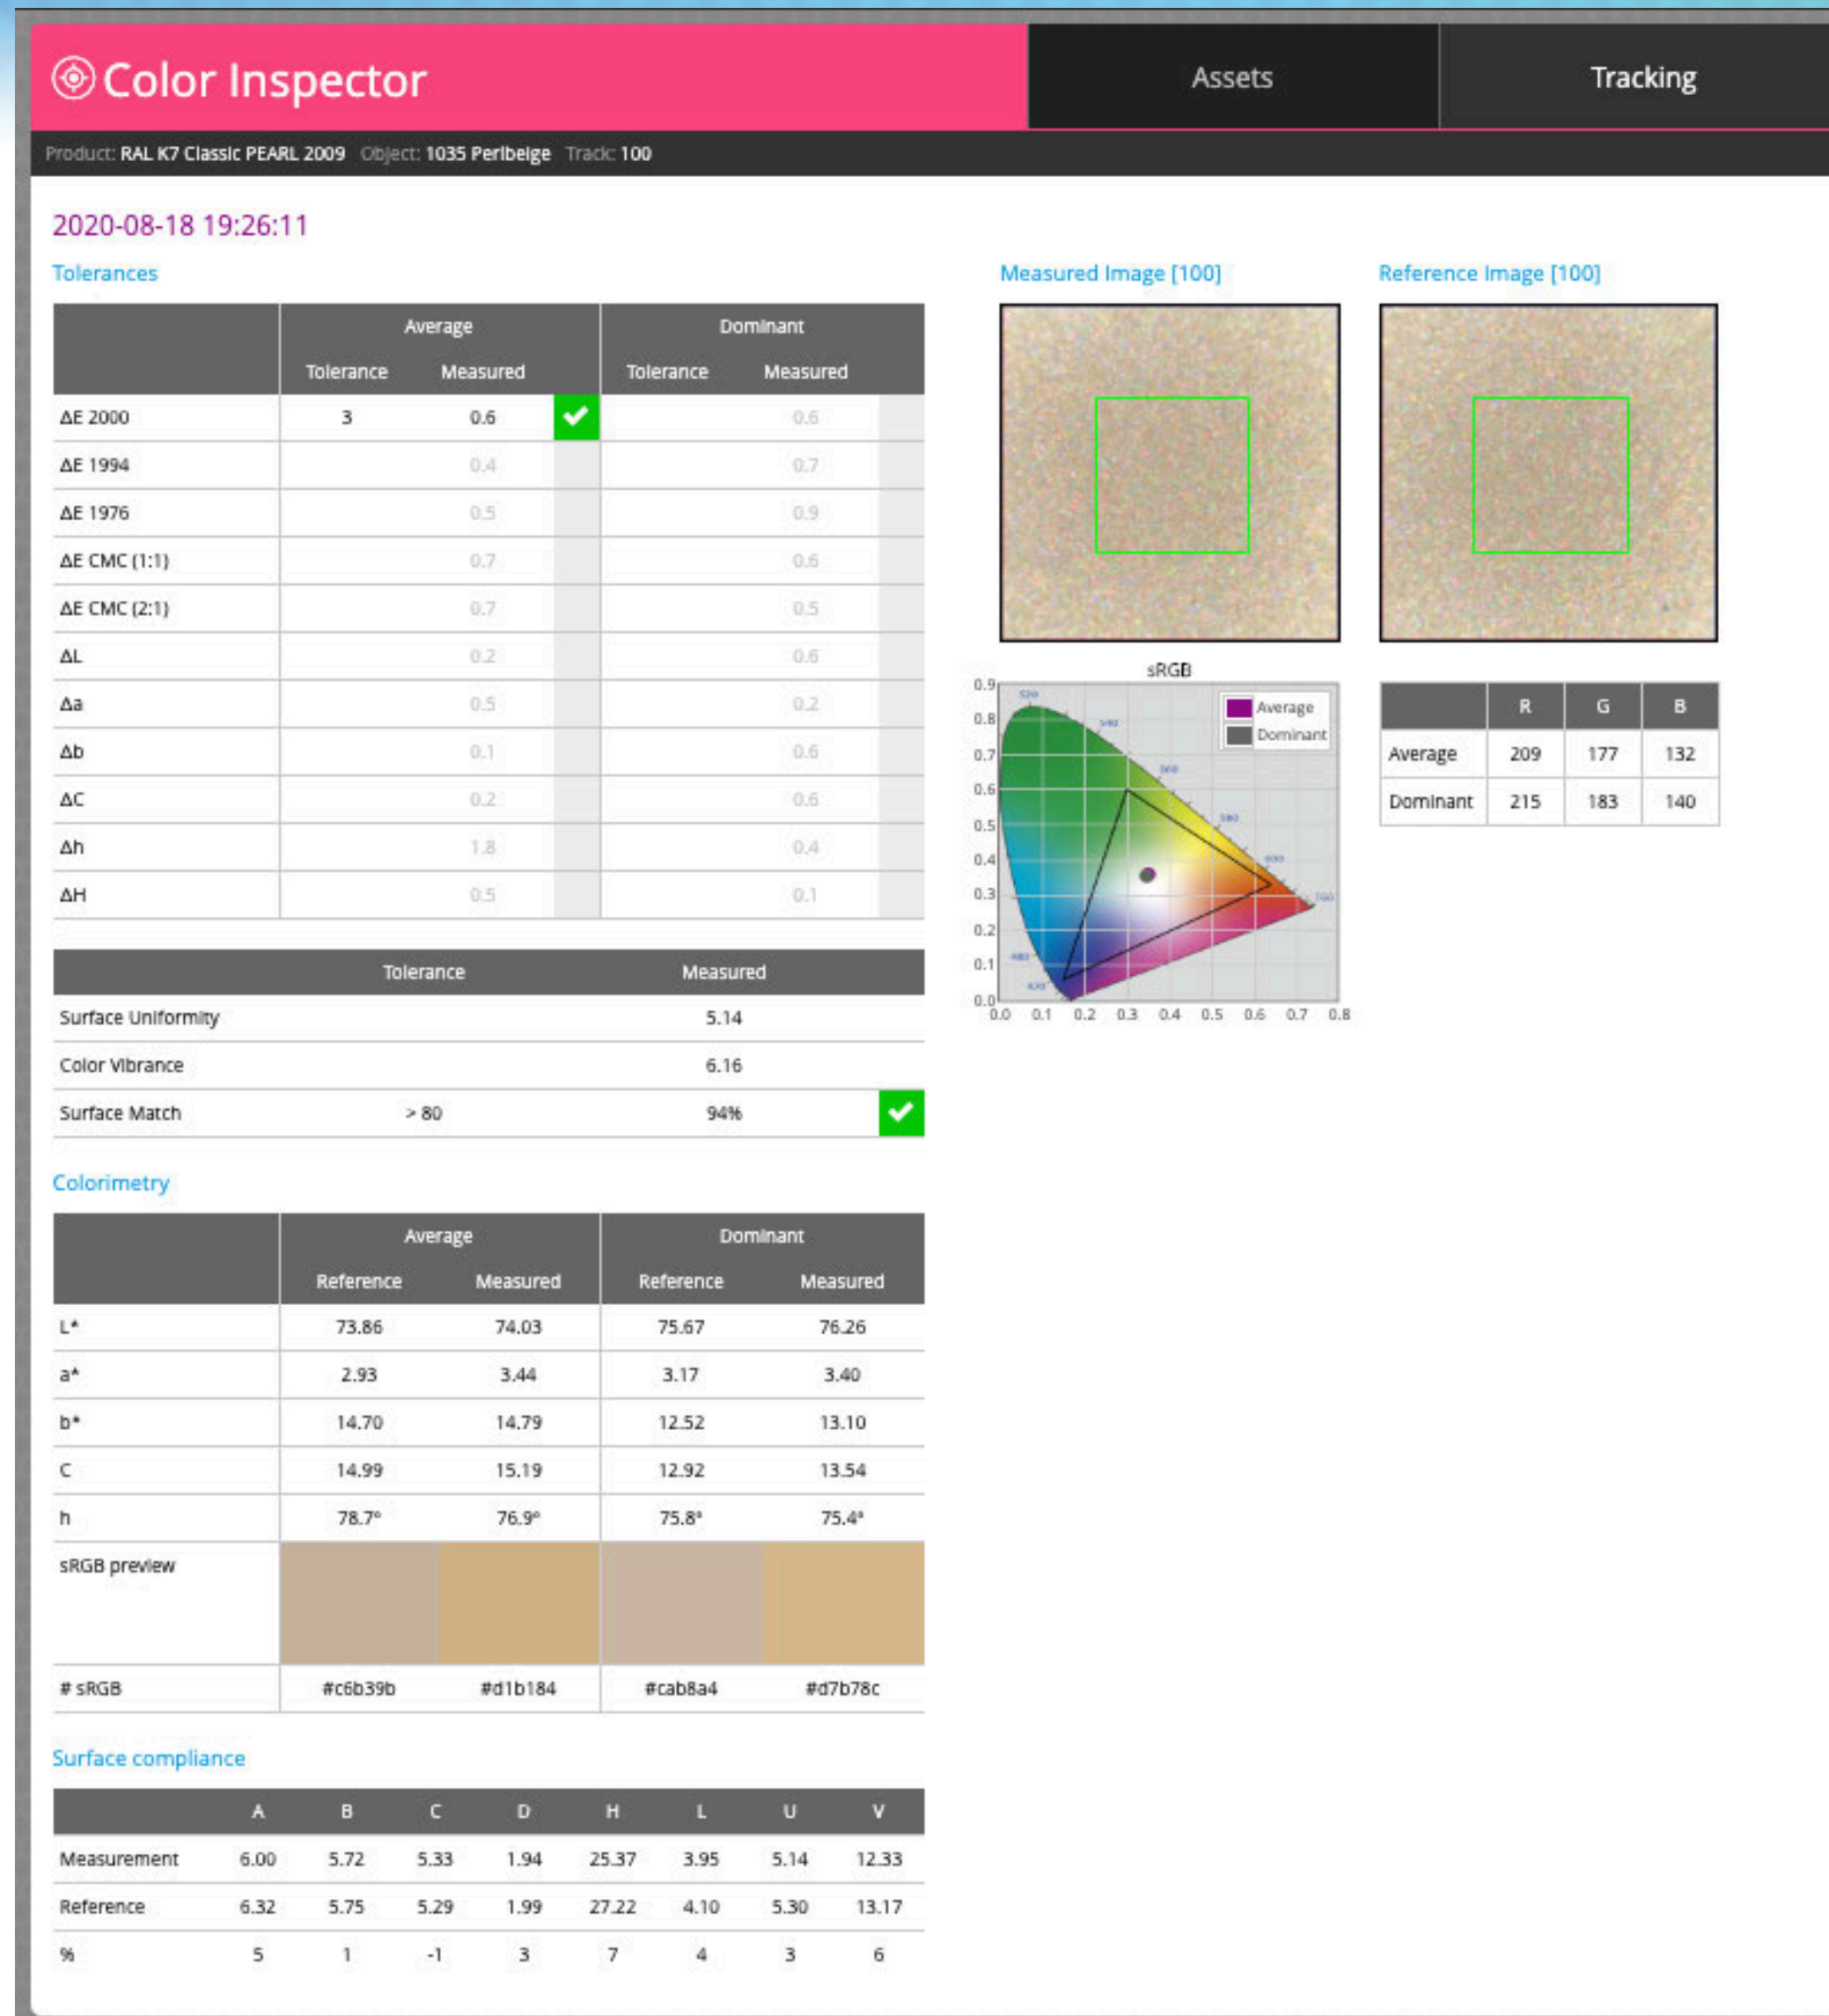 Color Inspector
Assets
Tracking
Product: RAL K7 Classic PEARL 2009 Object: 1035 Perlbeige Track: 100
2020-08-18 19:26:11
Tolerances
Average Dominant
Tolerance Measured Tolerance Measured
ΔE 2000 3 0.6 0.6
ΔE 1994 0.4 0.7
ΔE 1976 0.5 0.9
ΔE CMC (1:1) 0.7 0.6
ΔE CMC (2:1) 0.7 0.5
ΔL 0.2 0.6
Δa 0.5 0.2
Δb 0.1 0.6
ΔC 0.2 0.6
Δh 1.8 0.4
ΔH 0.5 0.1
Tolerance Measured
Surface Uniformity 5.14
Color Vibrance 6.16
Surface Match > 80 94%
Colorimetry
Average Dominant
Reference Measured Reference Measured
L* 73.86 74.03 75.67 76.26
a* 2.93 3.44 3.17 3.40
b* 14.70 14.79 12.52 13.10
C 14.99 15.19 12.92 13.54
h 78.7° 76.9° 75.8° 75.4°
sRGB preview
# sRGB #c6b39b #d1b184 #cab8a4 #d7b78c
Surface compliance
A B C D H L U V
Measurement 6.00 5.72 5.33 1.94 25.37 3.95 5.14 12.33
Reference 6.32 5.75 5.29 1.99 27.22 4.10 5.30 13.17
% 5 1 -1 3 7 4 3 6
Measured Image [100]
Reference Image [100]
sRGB
Average
Dominant
0.9
0.8
0.7
0.6
0.5
0.4
0.3
0.2
0.1
0.0
0.0 0.1 0.2 0.3 0.4 0.5 0.6 0.7 0.8
520
540
560
580
600
700
480
R G B
Average 209 177 132
Dominant 215 183 140